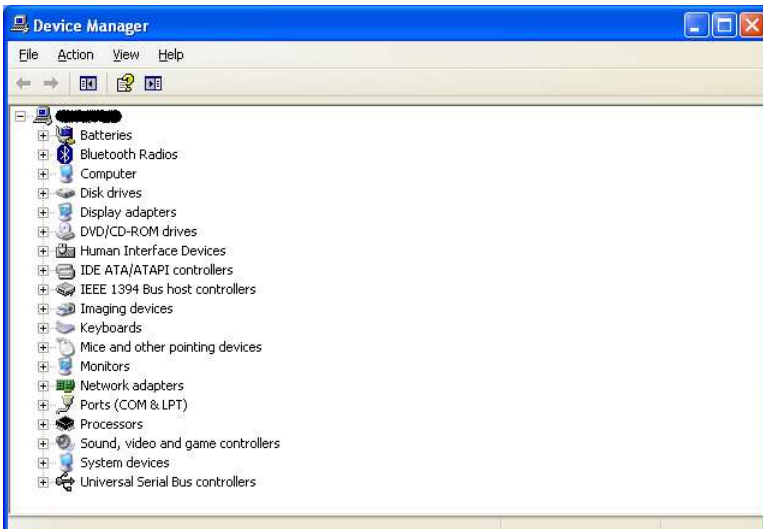 Device Manager
File Action View Help
Batteries
Bluetooth Radios
Computer
Disk drives
Display adapters
DVD/CD-ROM drives
Human Interface Devices
IDE ATA/ATAPI controllers
IEEE 1394 Bus host controllers
Imaging devices
Keyboards
Mice and other pointing devices
Monitors
Network adapters
Ports (COM & LPT)
Processors
Sound, video and game controllers
System devices
Universal Serial Bus controllers